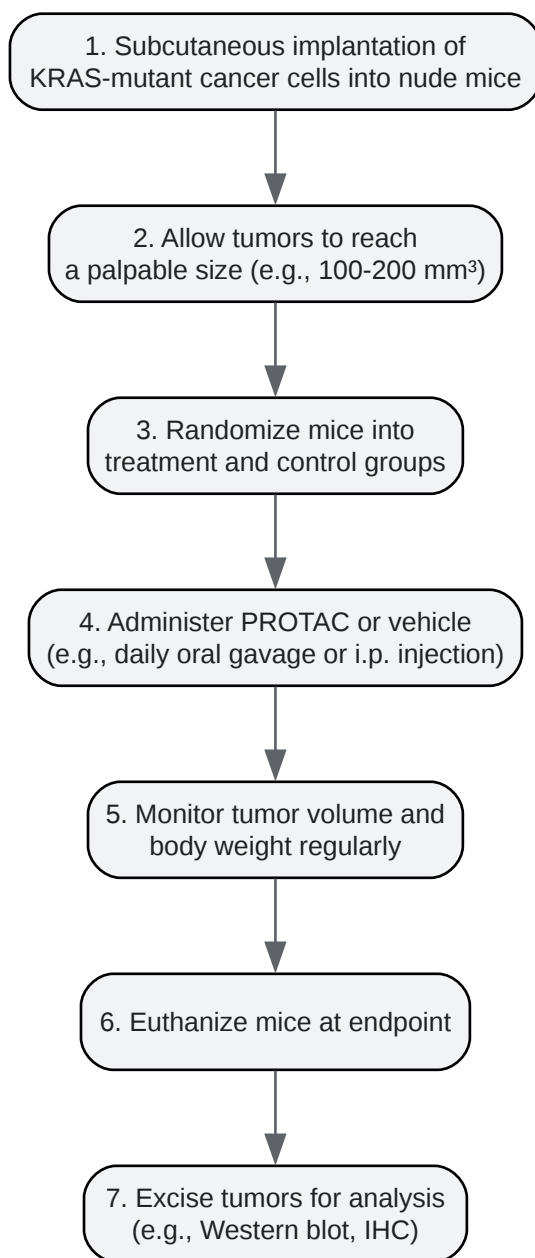 1. Subcutaneous implantation of
KRAS-mutant cancer cells into nude mice
2. Allow tumors to reach
a palpable size (e.g., 100-200 mm³)
3. Randomize mice into
treatment and control groups
4. Administer PROTAC or vehicle
(e.g., daily oral gavage or i.p. injection)
5. Monitor tumor volume and
body weight regularly
6. Euthanize mice at endpoint
7. Excise tumors for analysis
(e.g., Western blot, IHC)